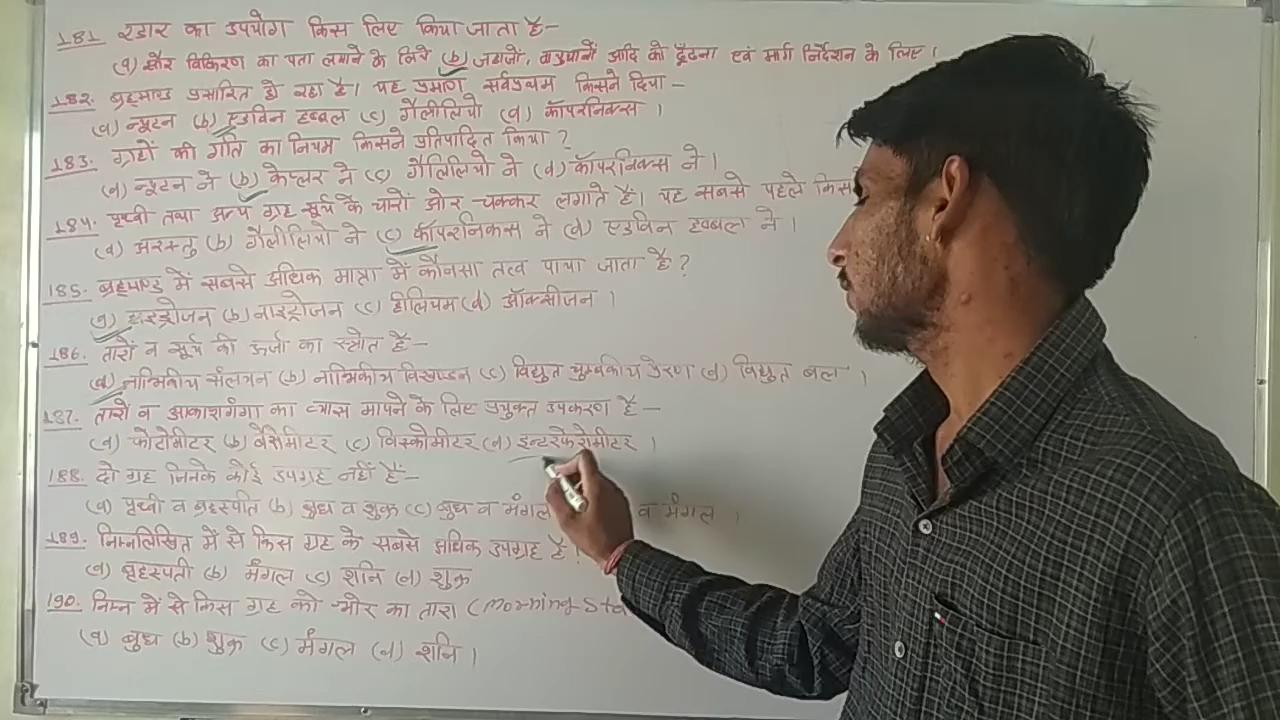 181 रडार का उपयोग किस लिए किया जाता है-
(a) सौर विकिरण का पता लगाने के लिये (b) जहाजों, वायुयानों आदि को ढूँढना एवं मार्ग निर्देशन के लिए।
182. ब्रह्माण्ड प्रसारित हो रहा है। यह प्रमाण सर्वप्रथम किसने दिया-
(a) न्यूटन (b) एडविन हब्बल (c) गैलीलियो (d) कॉपरनिकस।
183. ग्रहों की गति का नियम किसने प्रतिपादित किया?
(a) न्यूटन ने (b) केप्लर ने (c) गैलिलियो ने (d) कॉपरनिकस ने।
184. पृथ्वी तथा अन्य ग्रह सूर्य के चारों ओर चक्कर लगाते हैं। यह सबसे पहले किस
(a) अरस्तु (b) गैलीलियो ने (c) कॉपरनिकस ने (d) एडविन हब्बल ने।
185. ब्रह्माण्ड में सबसे अधिक मात्रा में कौनसा तत्व पाया जाता है?
(a) हाइड्रोजन (b) नाइट्रोजन (c) हीलियम (d) ऑक्सीजन।
186. तारों व सूर्य की ऊर्जा का स्त्रोत है-
(a) नाभिकीय संलयन (b) नाभिकीय विखण्डन (c) विद्युत चुम्बकीय प्रेरण (d) विद्युत बल।
187. तारों व आकाशगंगा का व्यास मापने के लिए प्रयुक्त उपकरण है-
(a) फोटोमीटर (b) बैरोमीटर (c) विस्कोमीटर (d) इन्टरफेरोमीटर।
188. दो ग्रह जिनके कोई उपग्रह नहीं हैं-
(a) पृथ्वी व बृहस्पति (b) बुध व शुक्र (c) बुध व मंगल व मंगल।
189. निम्नलिखित में से किस ग्रह के सबसे अधिक उपग्रह है।
(a) बृहस्पती (b) मंगल (c) शनि (d) शुक्र
190. निम्न में से किस ग्रह को भोर का तारा (Morning-Sta
(a) बुध (b) शुक्र (c) मंगल (d) शनि।